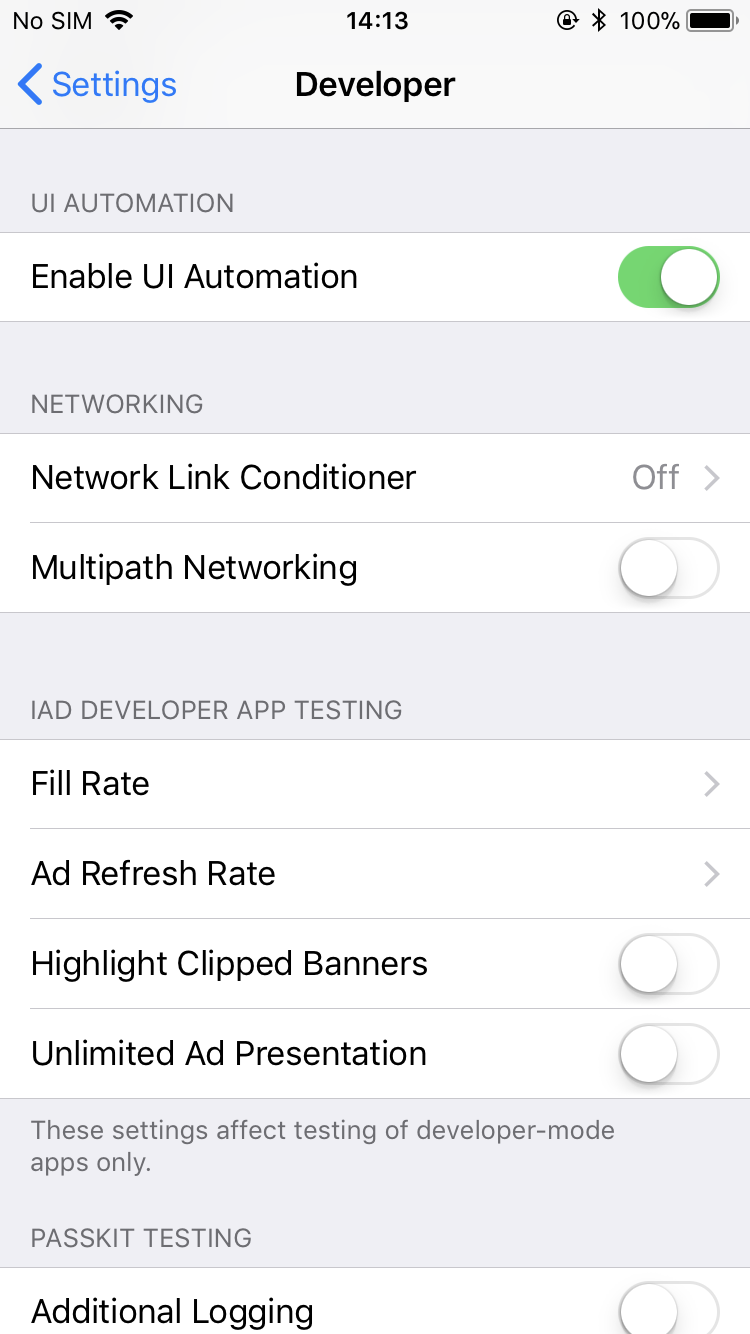 No SIM 14:13 100%
Settings Developer
UI AUTOMATION
Enable UI Automation
NETWORKING
Network Link Conditioner Off
Multipath Networking
IAD DEVELOPER APP TESTING
Fill Rate
Ad Refresh Rate
Highlight Clipped Banners
Unlimited Ad Presentation
These settings affect testing of developer-mode
apps only.
PASSKIT TESTING
Additional Logging